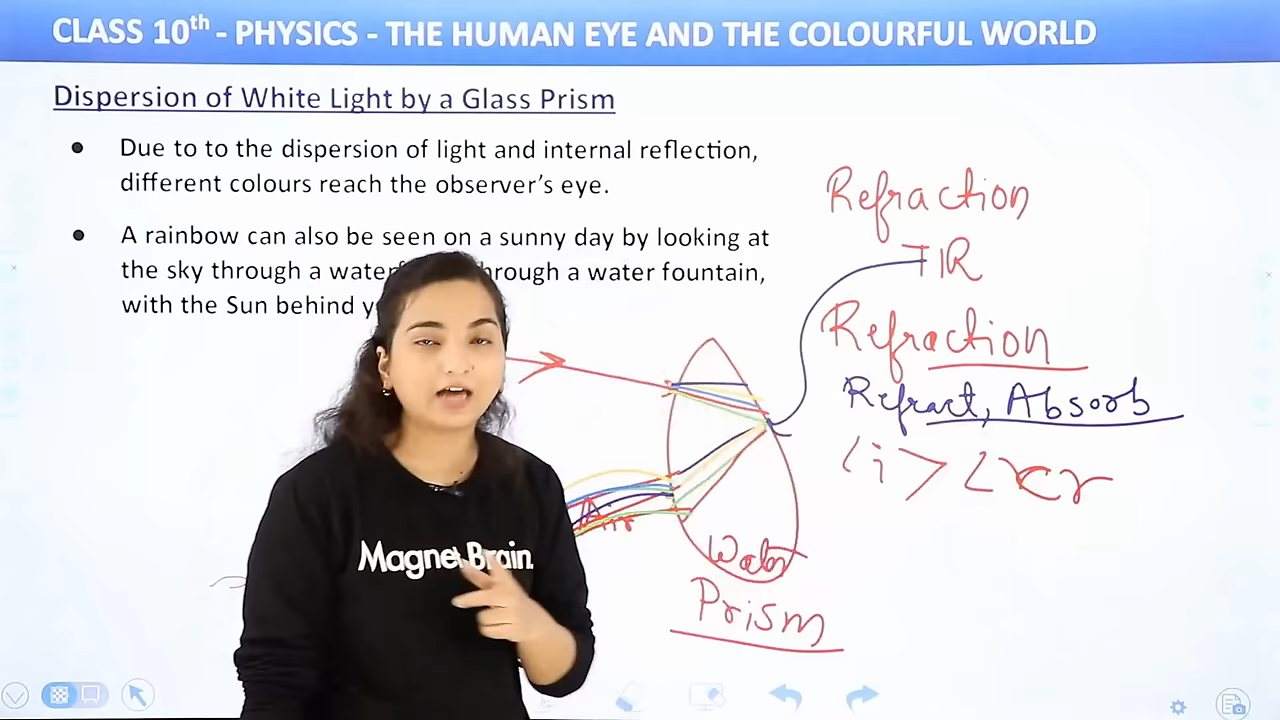 CLASS 10th - PHYSICS - THE HUMAN EYE AND THE COLOURFUL WORLD
Dispersion of White Light by a Glass Prism
• Due to to the dispersion of light and internal reflection,
different colours reach the observer's eye.
• A rainbow can also be seen on a sunny day by looking at
the sky through a through a water fountain,
with the Sun behind
Refraction
TIR
Refraction
Refract, Absorb
Air
Water
Prism
Magnet Brain